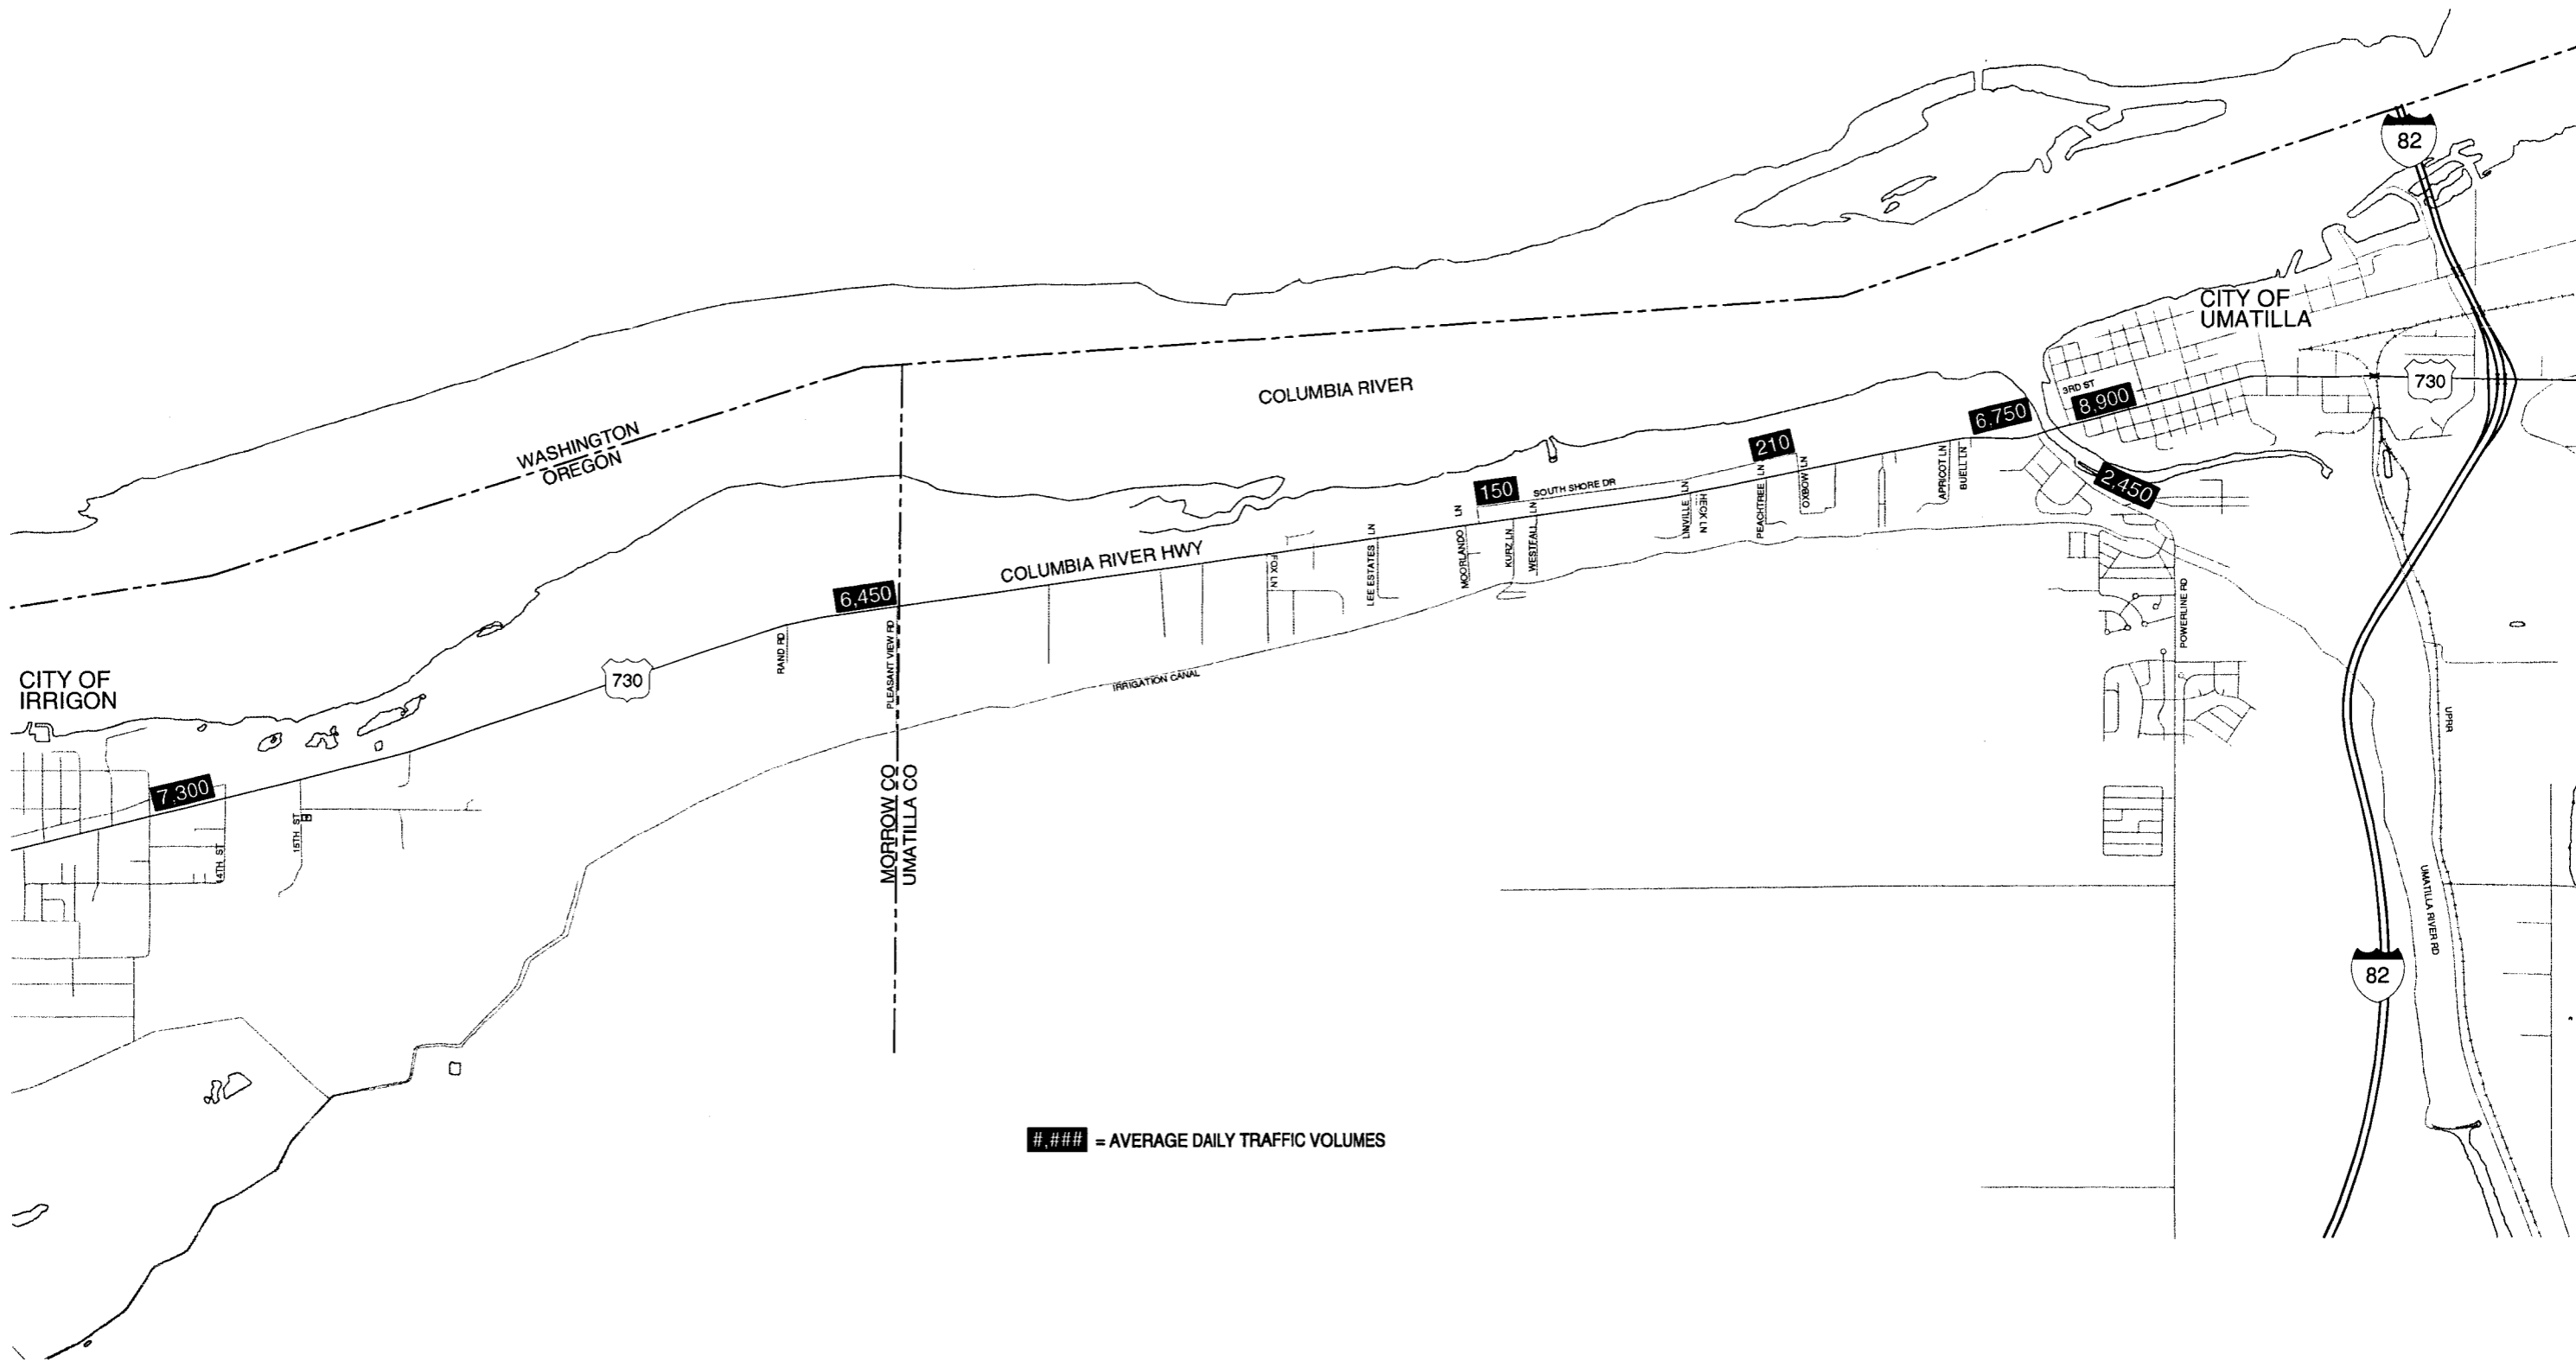 82
CITY OF
UMATILLA
730
3RD ST
8,900
6,750
2,450
COLUMBIA RIVER
210
150
SOUTH SHORE DR
APRICOT LN
BUELL LN
OXBOW LN
PEACHTREE LN
HECK LN
LINVILLE LN
WESTFALL LN
KURZ LN
MOORLANDO LN
LEE ESTATES LN
FOX LN
WASHINGTON
OREGON
COLUMBIA RIVER HWY
6,450
RAND RD
PLEASANT VIEW RD
POWERLINE RD
730
IRRIGATION CANAL
CITY OF
IRRIGON
7,300
14TH ST
15TH ST
MORROW CO
UMATILLA CO
UPRR
UMATILLA RIVER RD
82
#,### = AVERAGE DAILY TRAFFIC VOLUMES